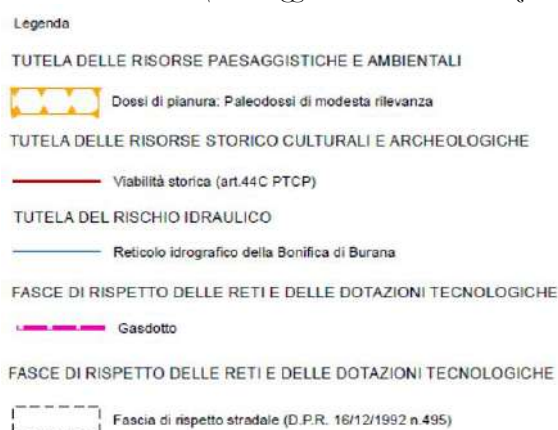 Legenda
TUTELA DELLE RISORSE PAESAGGISTICHE E AMBIENTALI
Dossi di pianura: Paleodossi di modesta rilevanza
TUTELA DELLE RISORSE STORICO CULTURALI E ARCHEOLOGICHE
Viabilità storica (art.44C PTCP)
TUTELA DEL RISCHIO IDRAULICO
Reticolo idrografico della Bonifica di Burana
FASCE DI RISPETTO DELLE RETI E DELLE DOTAZIONI TECNOLOGICHE
Gasdotto
FASCE DI RISPETTO DELLE RETI E DELLE DOTAZIONI TECNOLOGICHE
Fascia di rispetto stradale (D.P.R. 16/12/1992 n.495)